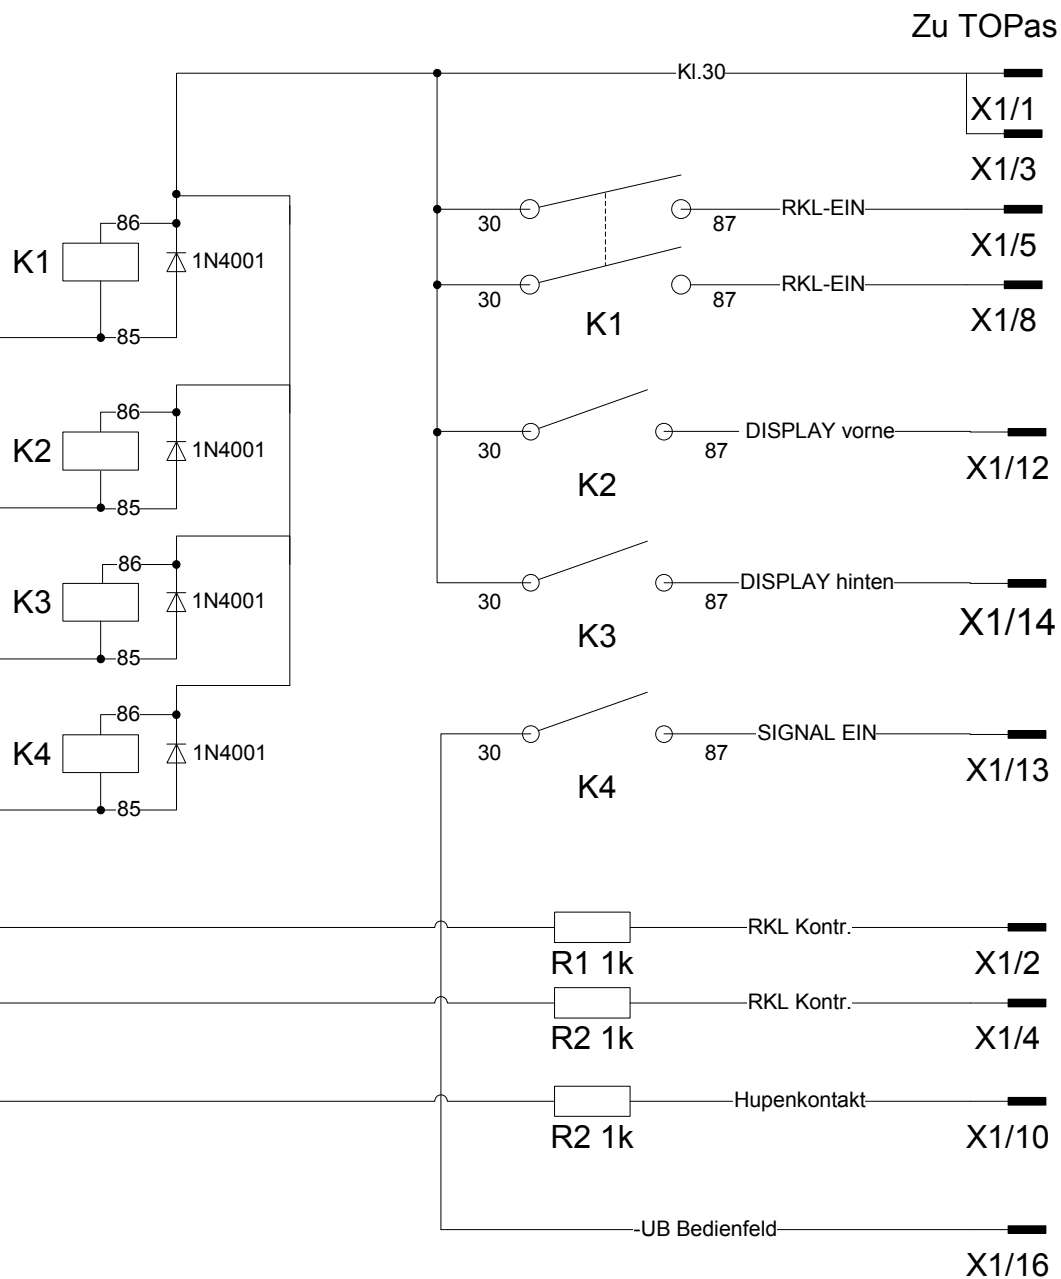 Zu TOPas
Kl.30
X1/1
X1/3
86
K1
1N4001
85
30
87
RKL-EIN
X1/5
30
87
RKL-EIN
X1/8
K1
86
K2
1N4001
85
30
87
DISPLAY vorne
X1/12
K2
86
K3
1N4001
85
30
87
DISPLAY hinten
X1/14
K3
86
K4
1N4001
85
30
87
SIGNAL EIN
X1/13
K4
RKL Kontr.
R1 1k
X1/2
RKL Kontr.
R2 1k
X1/4
Hupenkontakt
R2 1k
X1/10
-UB Bedienfeld
X1/16